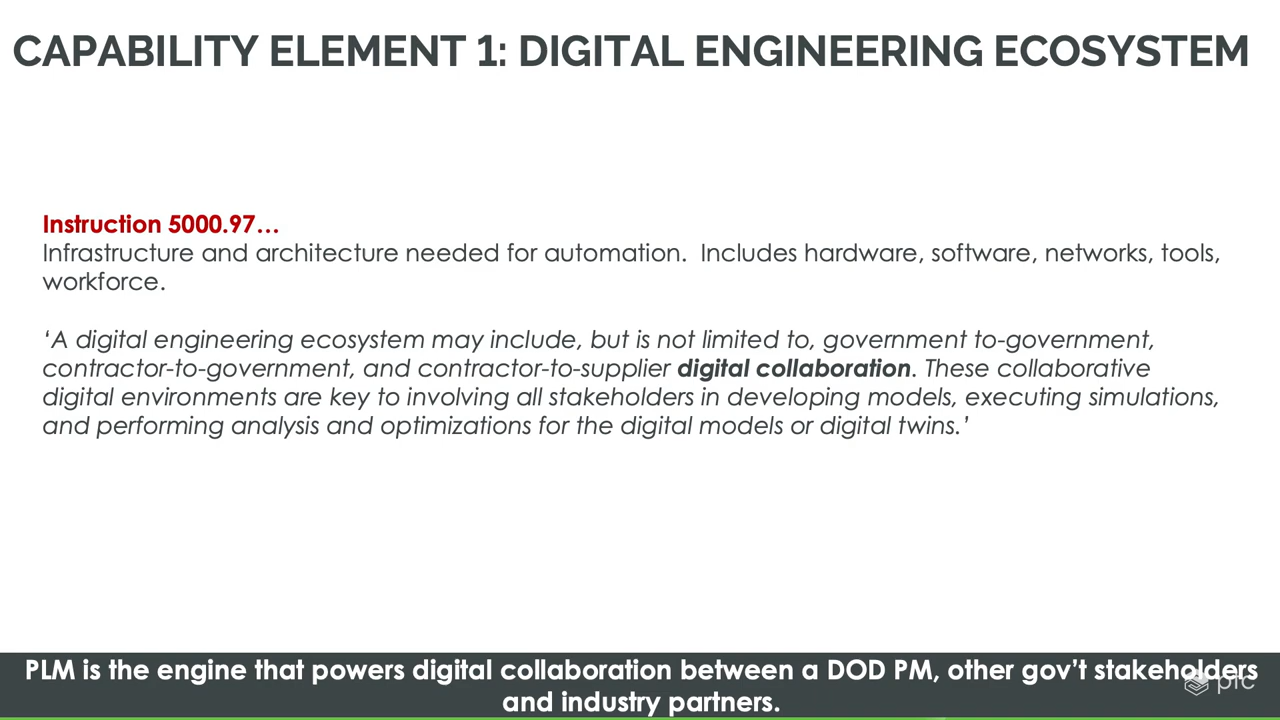 CAPABILITY ELEMENT 1: DIGITAL ENGINEERING ECOSYSTEM
Instruction 5000.97…
Infrastructure and architecture needed for automation.  Includes hardware, software, networks, tools,
workforce.
‘A digital engineering ecosystem may include, but is not limited to, government to-government,
contractor-to-government, and contractor-to-supplier digital collaboration. These collaborative
digital environments are key to involving all stakeholders in developing models, executing simulations,
and performing analysis and optimizations for the digital models or digital twins.’
PLM is the engine that powers digital collaboration between a DOD PM, other gov’t stakeholders
and industry partners.
ptc